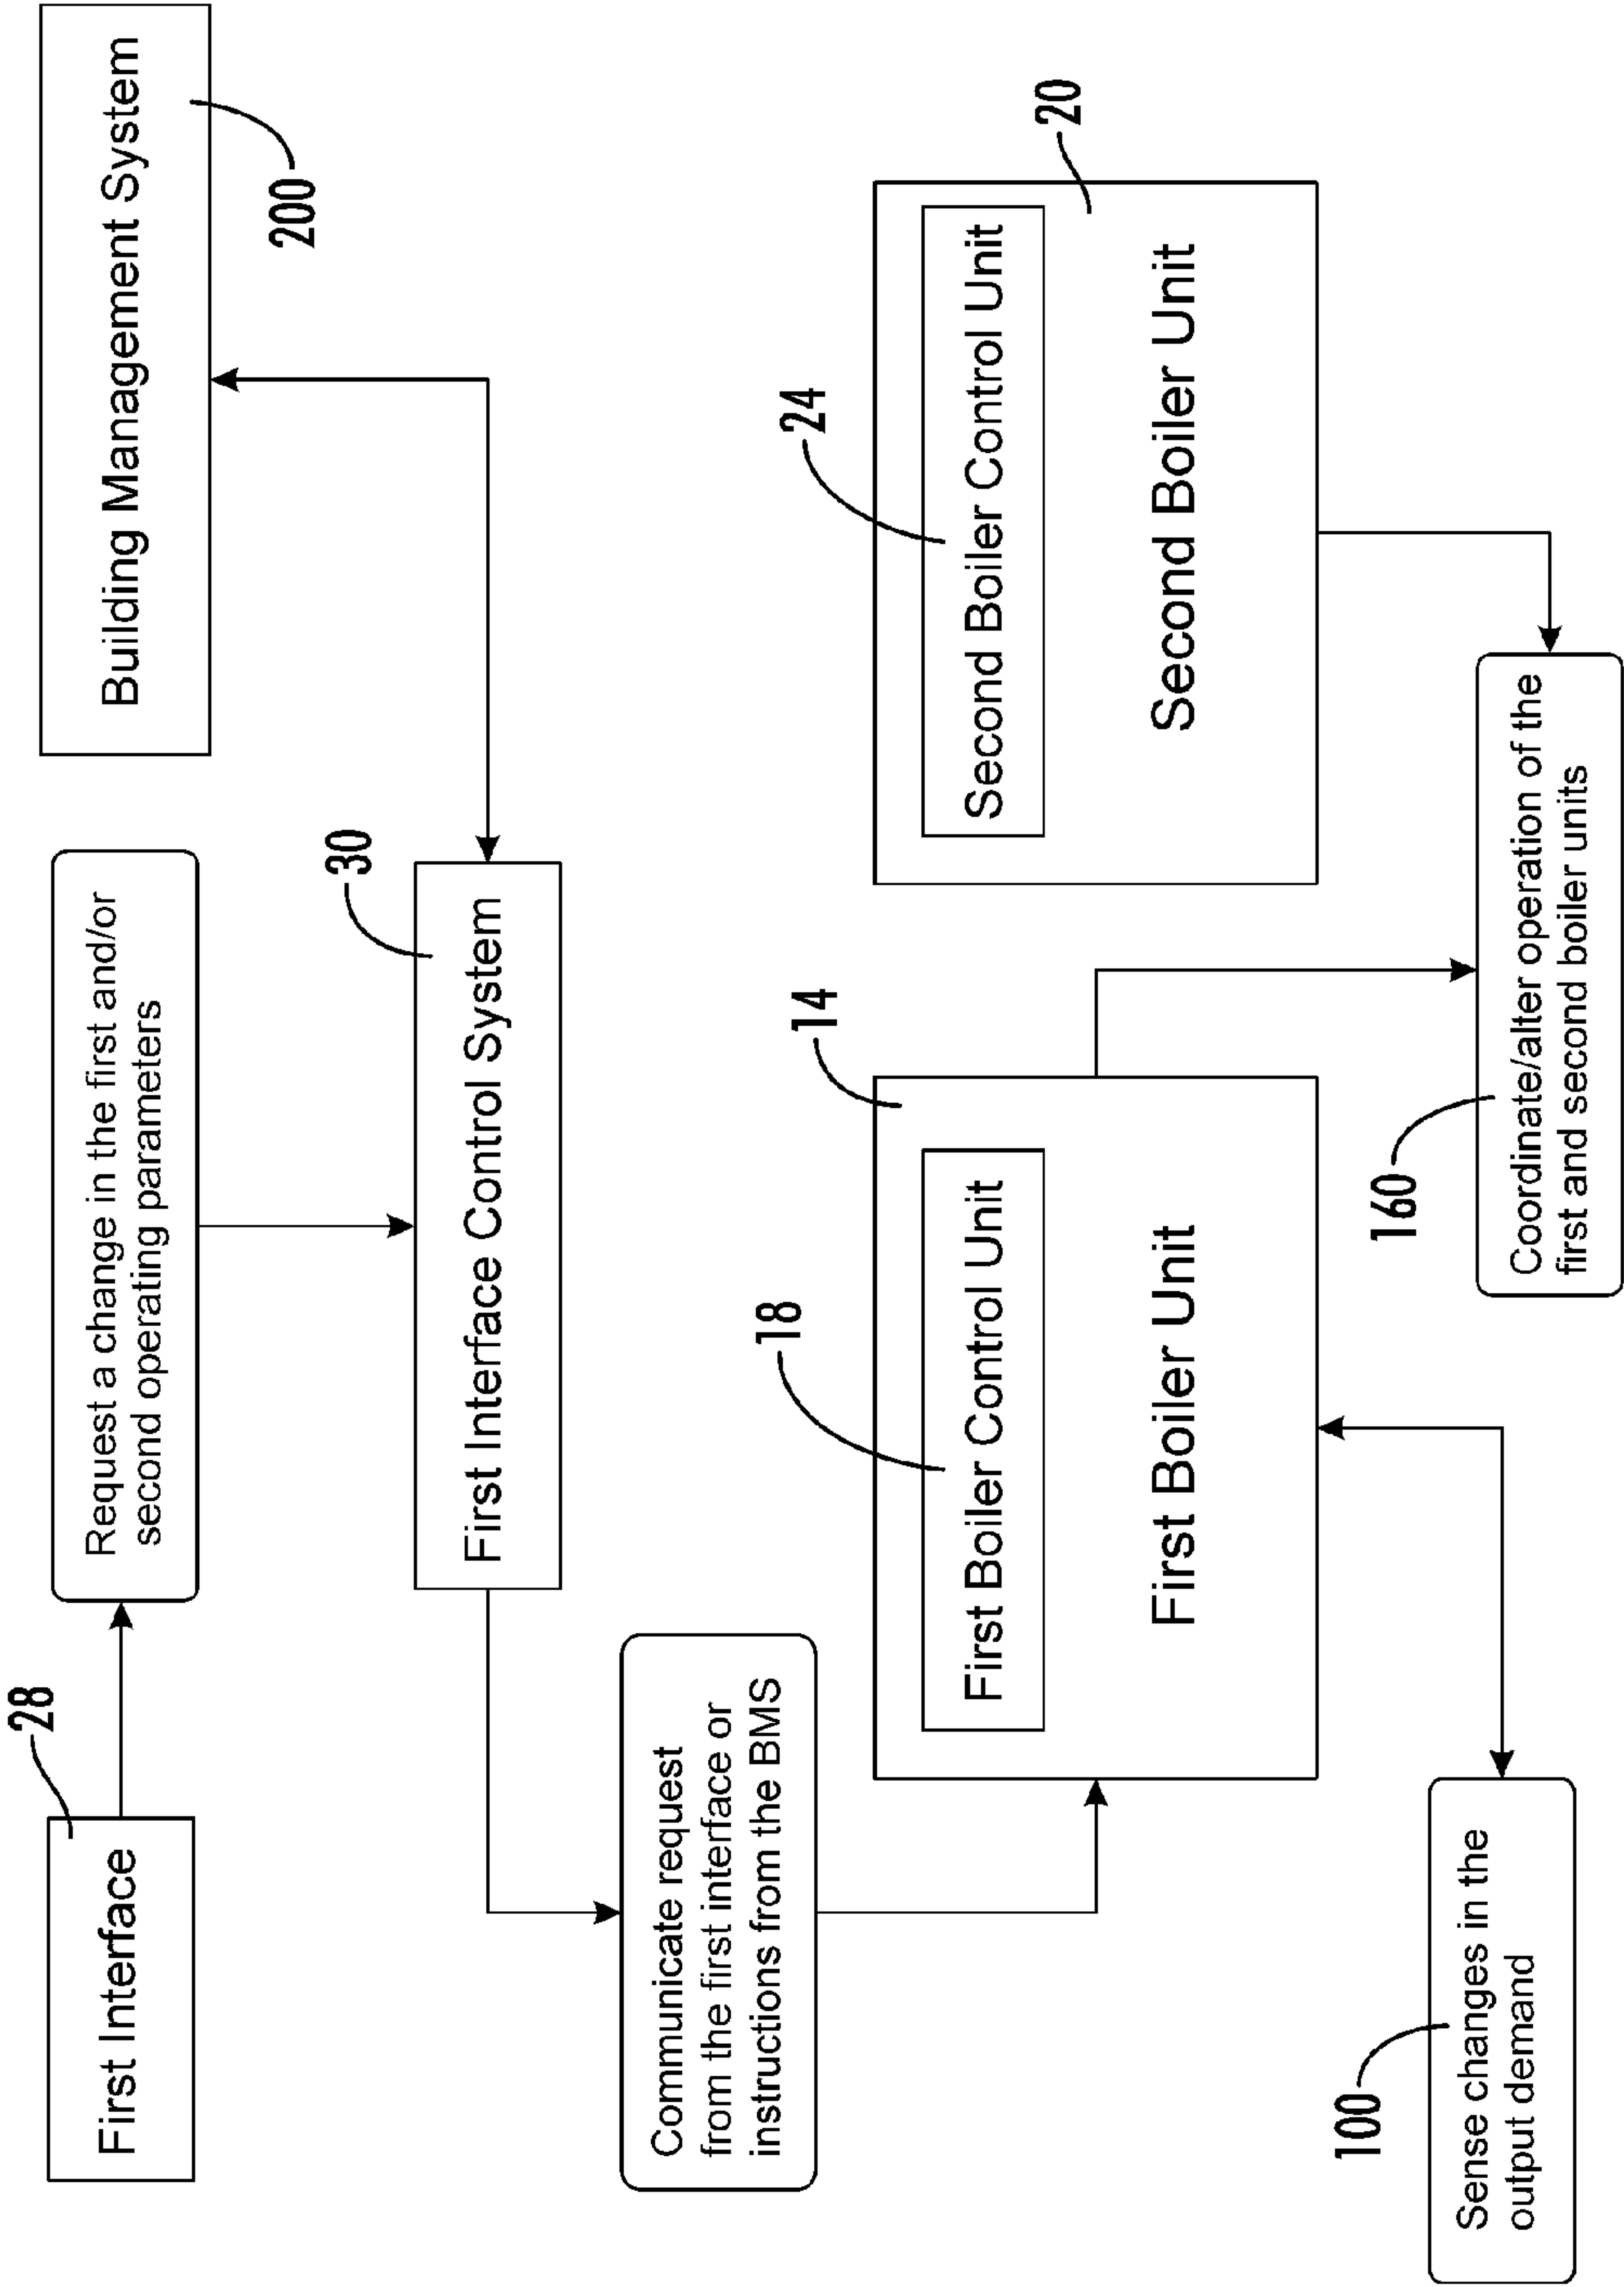 28
First Interface
Request a change in the first and/or
second operating parameters
Building Management System
200
30
First Interface Control System
Communicate request
from the first interface or
instructions from the BMS
18
14
First Boiler Control Unit
First Boiler Unit
24
20
Second Boiler Control Unit
Second Boiler Unit
100
Sense changes in the
output demand
160
Coordinate/alter operation of the
first and second boiler units